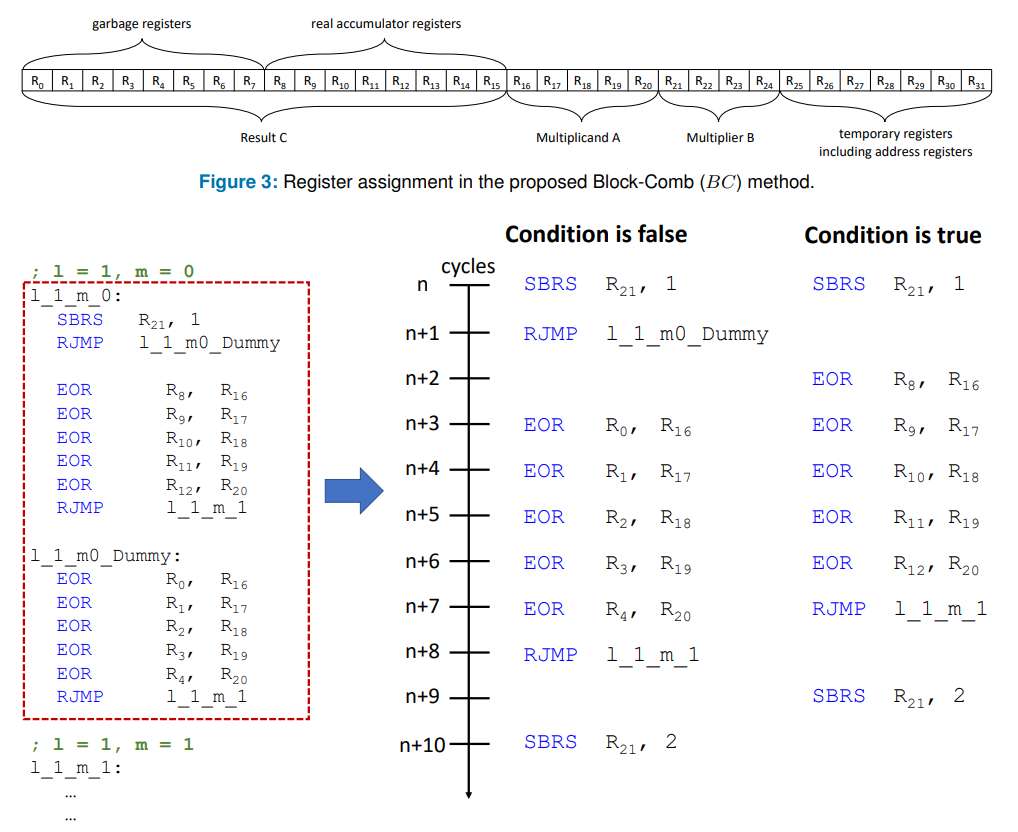 garbage registers real accumulator registers
R0 R1 R2 R3 R4 R5 R6 R7 R8 R9 R10 R11 R12 R13 R14 R15 R16 R17 R18 R19 R20 R21 R22 R23 R24 R25 R26 R27 R28 R29 R30 R31
Result C Multiplicand A Multiplier B temporary registers
including address registers
Figure 3: Register assignment in the proposed Block-Comb (BC) method.
; l = 1, m = 0
l_1_m_0:
SBRS R21, 1
RJMP l_1_m0_Dummy
EOR R8, R16
EOR R9, R17
EOR R10, R18
EOR R11, R19
EOR R12, R20
RJMP l_1_m_1
l_1_m0_Dummy:
EOR R0, R16
EOR R1, R17
EOR R2, R18
EOR R3, R19
EOR R4, R20
RJMP l_1_m_1
; l = 1, m = 1
l_1_m_1:
…
…
Condition is false Condition is true
cycles
n SBRS R21, 1 SBRS R21, 1
n+1 RJMP l_1_m0_Dummy
n+2 EOR R8, R16
n+3 EOR R0, R16 EOR R9, R17
n+4 EOR R1, R17 EOR R10, R18
n+5 EOR R2, R18 EOR R11, R19
n+6 EOR R3, R19 EOR R12, R20
n+7 EOR R4, R20 RJMP l_1_m_1
n+8 RJMP l_1_m_1
n+9 SBRS R21, 2
n+10 SBRS R21, 2